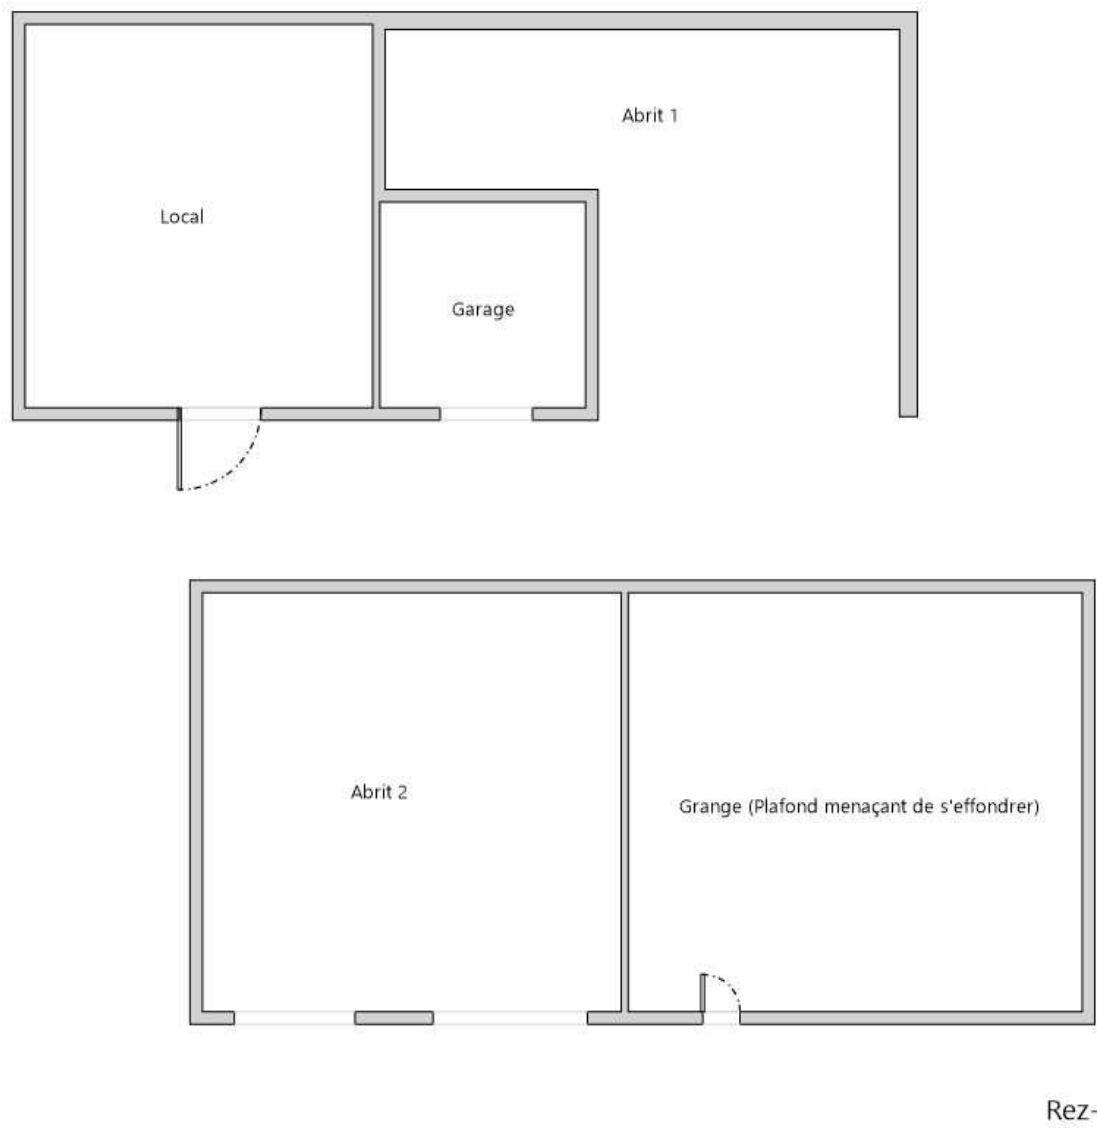 Abrit 1
Local
Garage
Abrit 2
Grange (Plafond menaçant de s'effondrer)
Rez-